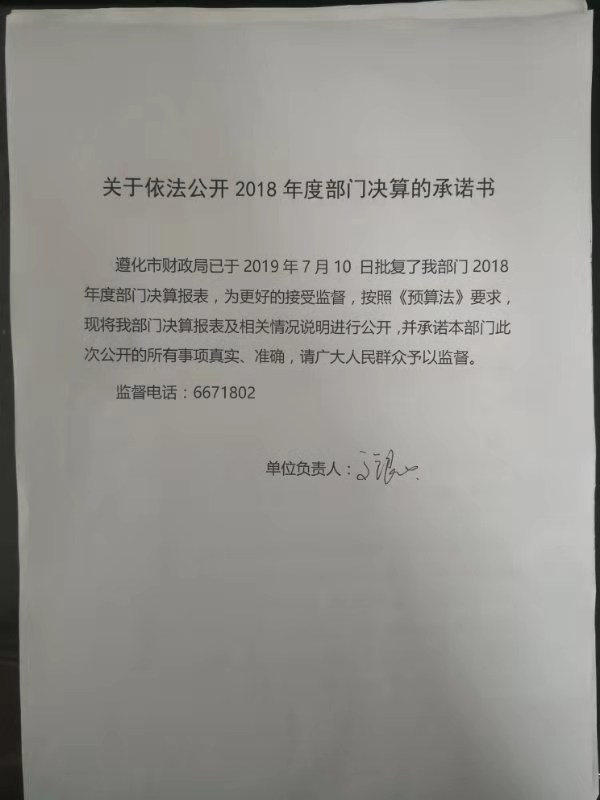 关于依法公开 2018 年度部门决算的承诺书
遵化市财政局已于 2019 年 7 月 10 日批复了我部门 2018
年度部门决算报表，为更好的接受监督，按照《预算法》要求，
现将我部门决算报表及相关情况说明进行公开，并承诺本部门此
次公开的所有事项真实、准确，请广大人民群众予以监督。
监督电话：6671802
单位负责人：